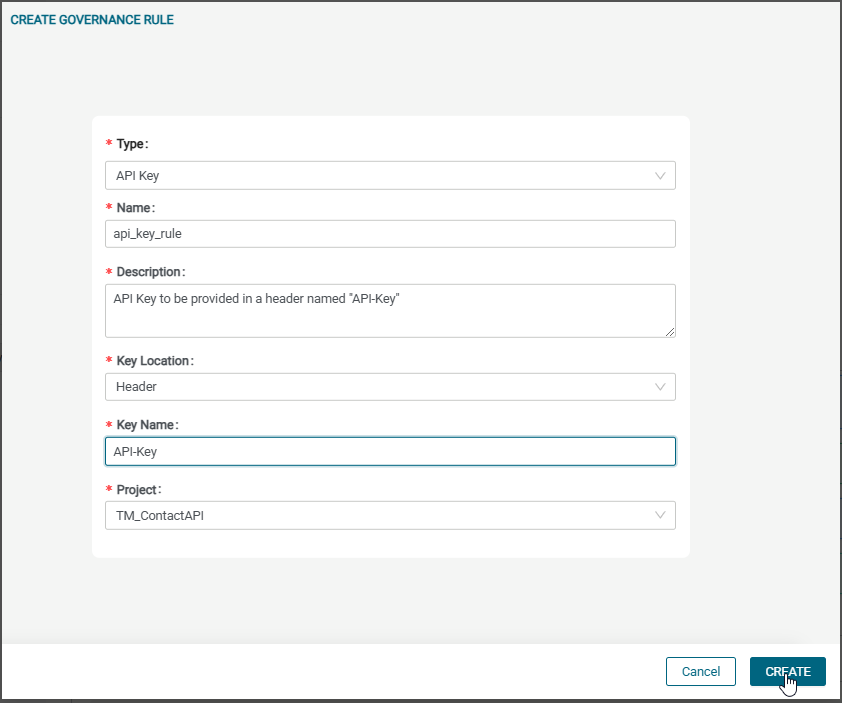 CREATE GOVERNANCE RULE
* Type:
API Key
* Name:
api_key_rule
* Description:
API Key to be provided in a header named "API-Key"
* Key Location:
Header
* Key Name:
API-Key
* Project:
TM_ContactAPI
Cancel CREATE